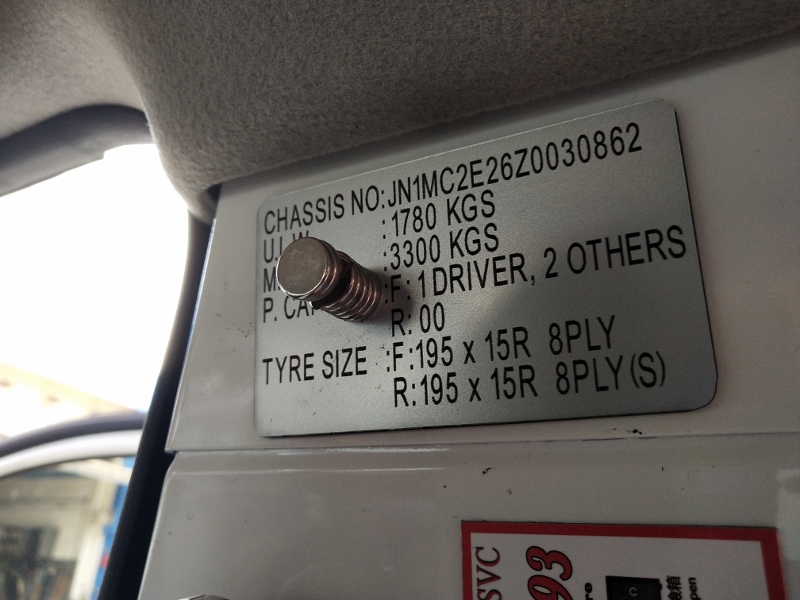 CHASSIS NO:JN1MC2E26Z0030862
:1780 KGS
:3300 KGS
P. :F: 1DRIVER, 2 OTHERS
R: 00
TYRE SIZE :F:195 x 15R 8PLY
R:195 x 15R 8PLY(S)
SVC
93